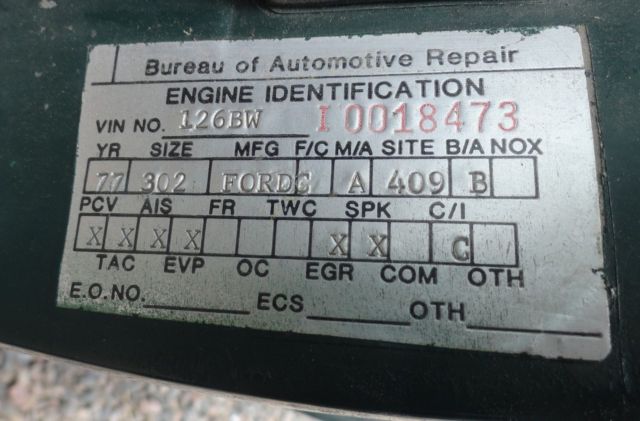 Bureau of Automotive Repair
ENGINE IDENTIFICATION
VIN NO. 126BW I 0018473
YR SIZE MFG F/C M/A SITE B/A NOX
77 302 FORD C A 409 B
PCV AIS FR TWC SPK C/I
X X X X X X C
TAC EVP OC EGR COM OTH
E.O.NO. ECS OTH